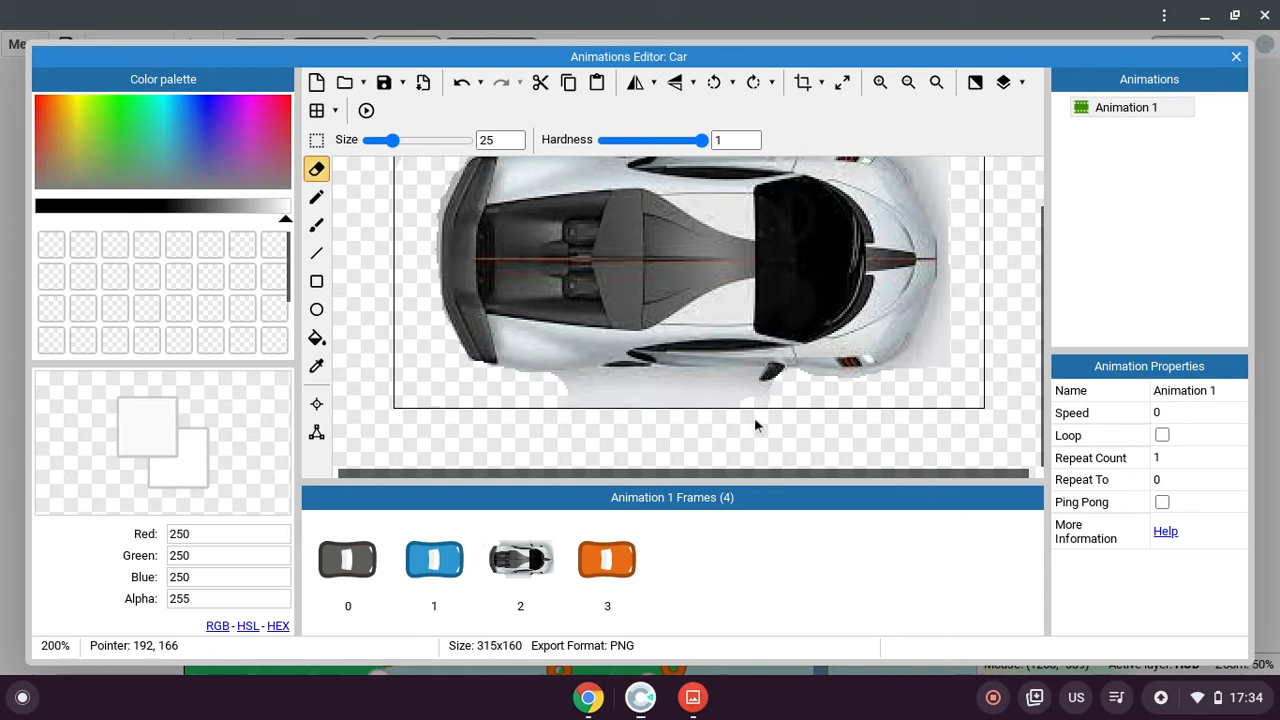 Me
Animations Editor: Car
Color palette
Animations
Animation 1
Size 25 Hardness 1
Animation Properties
Name Animation 1
Speed 0
Loop
Repeat Count 1
Repeat To 0
Ping Pong
More Information Help
Animation 1 Frames (4)
0 1 2 3
Red: 250
Green: 250
Blue: 250
Alpha: 255
RGB - HSL - HEX
200% Pointer: 192, 166 Size: 315x160 Export Format: PNG
US 17:34